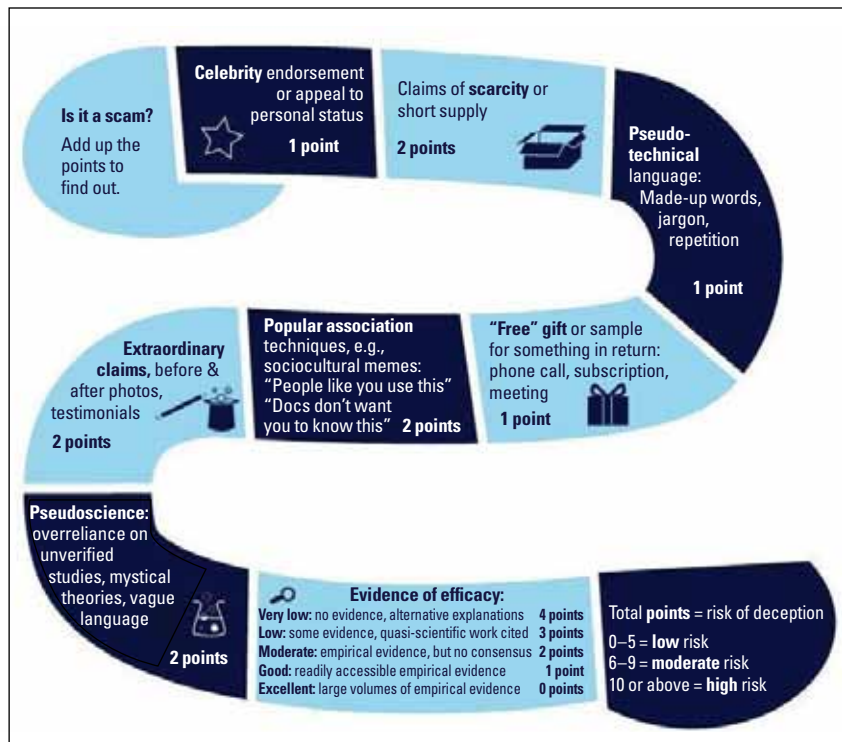 Is it a scam?
Add up the
points to
find out.
Celebrity endorsement
or appeal to
personal status
1 point
Claims of scarcity or
short supply
2 points
Pseudo-
technical
language:
Made-up words,
jargon,
repetition
1 point
"Free" gift or sample
for something in return:
phone call, subscription,
meeting
1 point
Popular association
techniques, e.g.,
sociocultural memes:
"People like you use this"
"Docs don't want
you to know this" 2 points
Extraordinary
claims, before &
after photos,
testimonials
2 points
Pseudoscience:
overreliance on
unverified
studies, mystical
theories, vague
language
2 points
Evidence of efficacy:
Very low: no evidence, alternative explanations 4 points
Low: some evidence, quasi-scientific work cited 3 points
Moderate: empirical evidence, but no consensus 2 points
Good: readily accessible empirical evidence 1 point
Excellent: large volumes of empirical evidence 0 points
Total points = risk of deception
0–5 = low risk
6–9 = moderate risk
10 or above = high risk